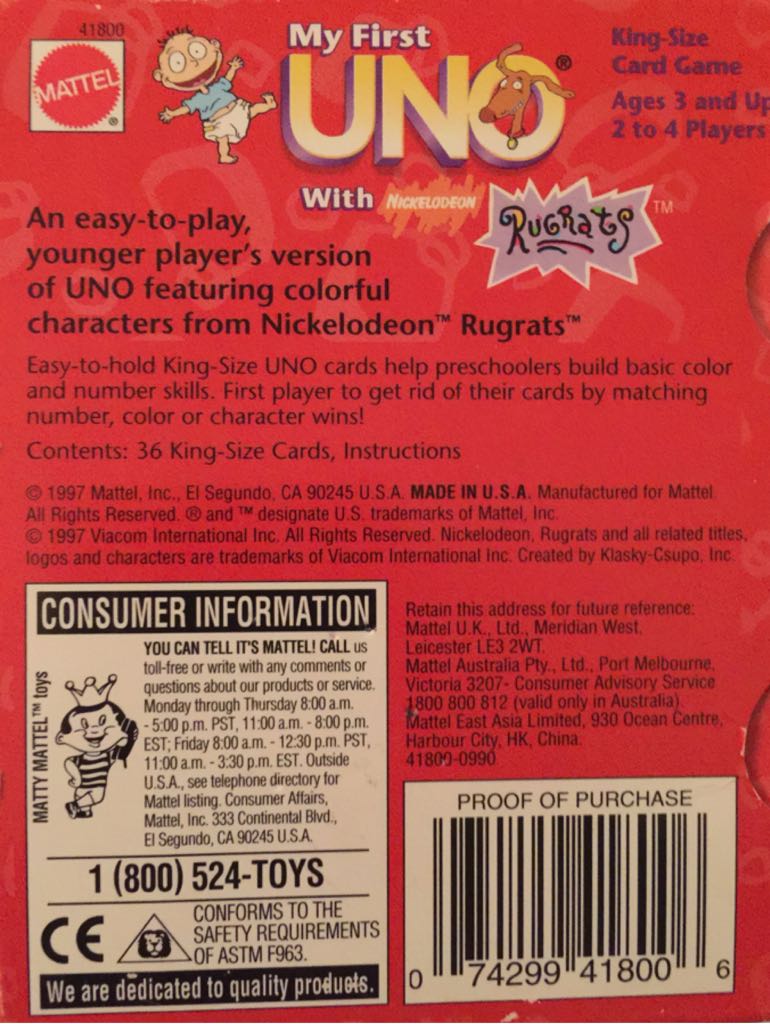 41800
MATTEL
®
My First
UNO®
King-Size
Card Game
Ages 3 and Up
2 to 4 Players
With NICKELODEON RUGRATS™
An easy-to-play,
younger player's version
of UNO featuring colorful
characters from Nickelodeon™ Rugrats™
Easy-to-hold King-Size UNO cards help preschoolers build basic color
and number skills. First player to get rid of their cards by matching
number, color or character wins!
Contents: 36 King-Size Cards, Instructions
© 1997 Mattel, Inc., El Segundo, CA 90245 U.S.A. MADE IN U.S.A. Manufactured for Mattel.
All Rights Reserved. ® and ™ designate U.S. trademarks of Mattel, Inc.
© 1997 Viacom International Inc. All Rights Reserved. Nickelodeon, Rugrats and all related titles,
logos and characters are trademarks of Viacom International Inc. Created by Klasky-Csupo, Inc.
CONSUMER INFORMATION
MATTY MATTEL™ toys
YOU CAN TELL IT'S MATTEL! CALL us
toll-free or write with any comments or
questions about our products or service.
Monday through Thursday 8:00 a.m.
- 5:00 p.m. PST, 11:00 a.m. - 8:00 p.m.
EST; Friday 8:00 a.m. - 12:30 p.m. PST,
11:00 a.m. - 3:30 p.m. EST. Outside
U.S.A., see telephone directory for
Mattel listing. Consumer Affairs,
Mattel, Inc. 333 Continental Blvd.,
El Segundo, CA 90245 U.S.A.
1 (800) 524-TOYS
CE
CONFORMS TO THE
SAFETY REQUIREMENTS
OF ASTM F963.
We are dedicated to quality products.
Retain this address for future reference:
Mattel U.K., Ltd., Meridian West,
Leicester LE3 2WT.
Mattel Australia Pty., Ltd., Port Melbourne,
Victoria 3207- Consumer Advisory Service
1800 800 812 (valid only in Australia).
Mattel East Asia Limited, 930 Ocean Centre,
Harbour City, HK, China.
41800-0990
PROOF OF PURCHASE
0 74299 41800 6